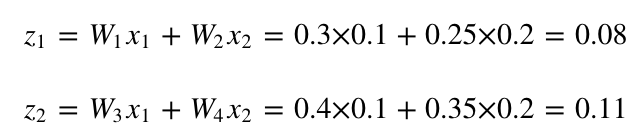 z₁ = W₁x₁ + W₂x₂ = 0.3×0.1 + 0.25×0.2 = 0.08
z₂ = W₃x₁ + W₄x₂ = 0.4×0.1 + 0.35×0.2 = 0.11